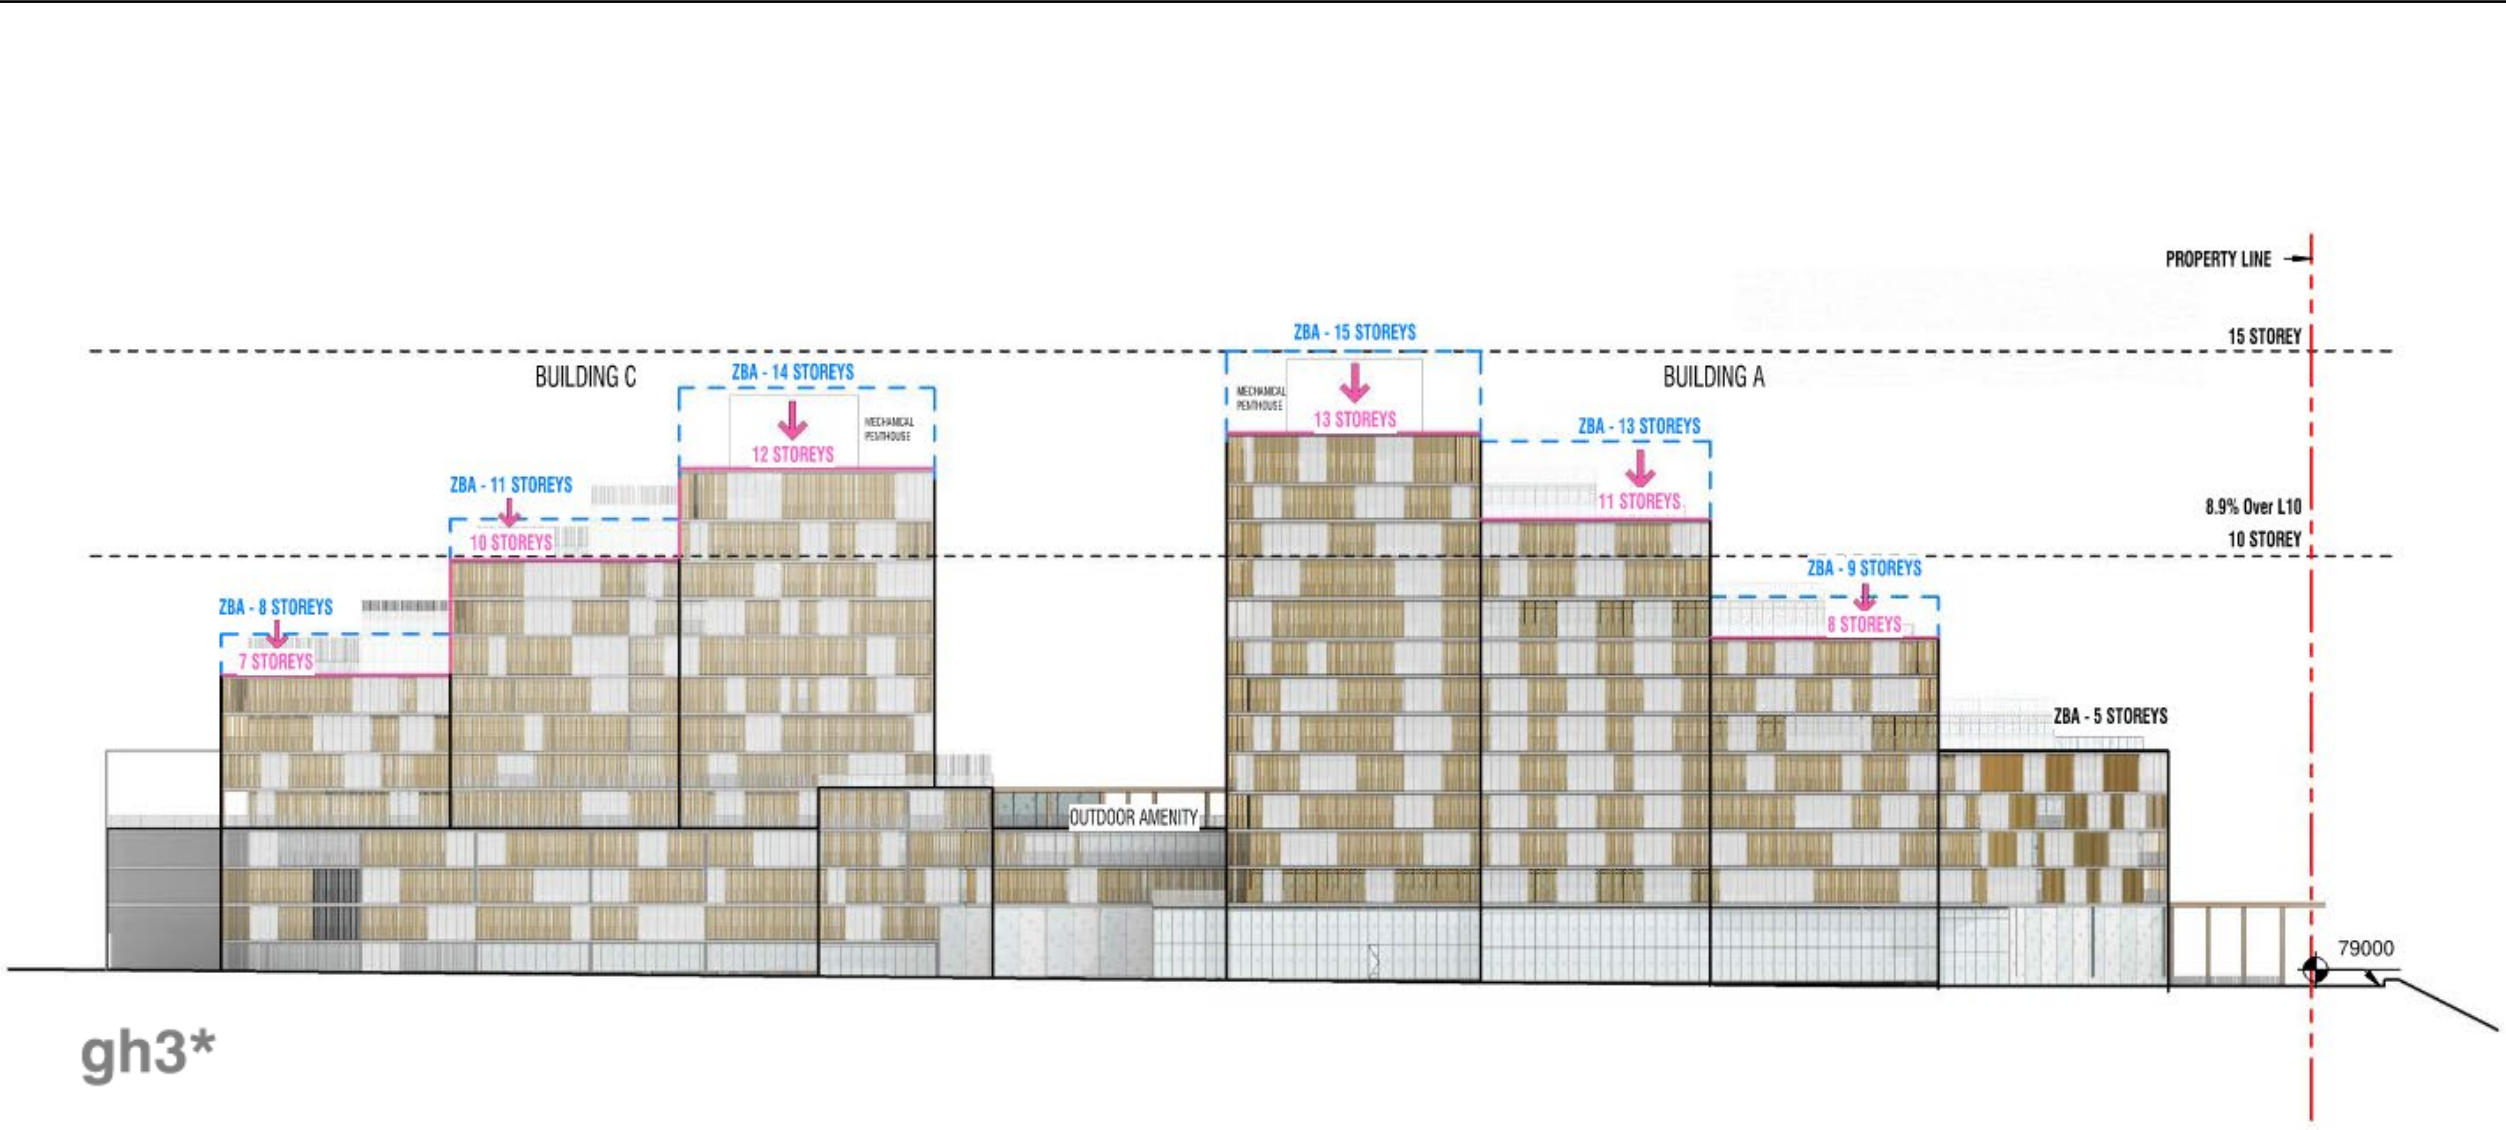 PROPERTY LINE
15 STOREY
ZBA - 15 STOREYS
BUILDING C
ZBA - 14 STOREYS
BUILDING A
MECHANICAL
PENTHOUSE
13 STOREYS
MECHANICAL
PENTHOUSE
ZBA - 13 STOREYS
12 STOREYS
ZBA - 11 STOREYS
11 STOREYS
8.9% Over L10
10 STOREY
10 STOREYS
ZBA - 9 STOREYS
ZBA - 8 STOREYS
8 STOREYS
7 STOREYS
ZBA - 5 STOREYS
OUTDOOR AMENITY
79000
gh3*